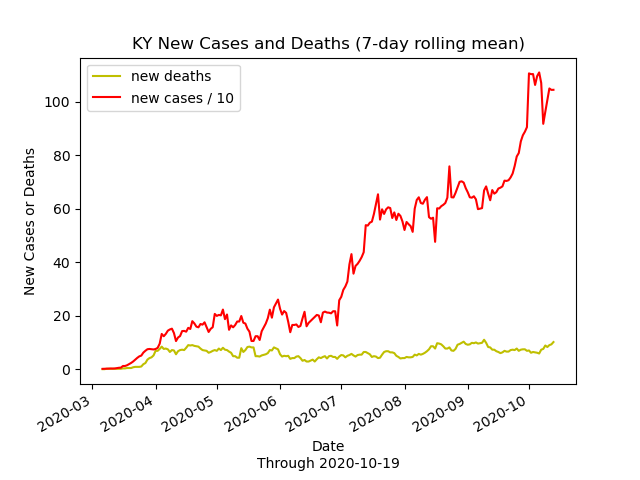 KY New Cases and Deaths (7-day rolling mean)
new deaths
new cases / 10
100
80
60
40
20
0
New Cases or Deaths
2020-03
2020-04
2020-05
2020-06
2020-07
2020-08
2020-09
2020-10
Date
Through 2020-10-19